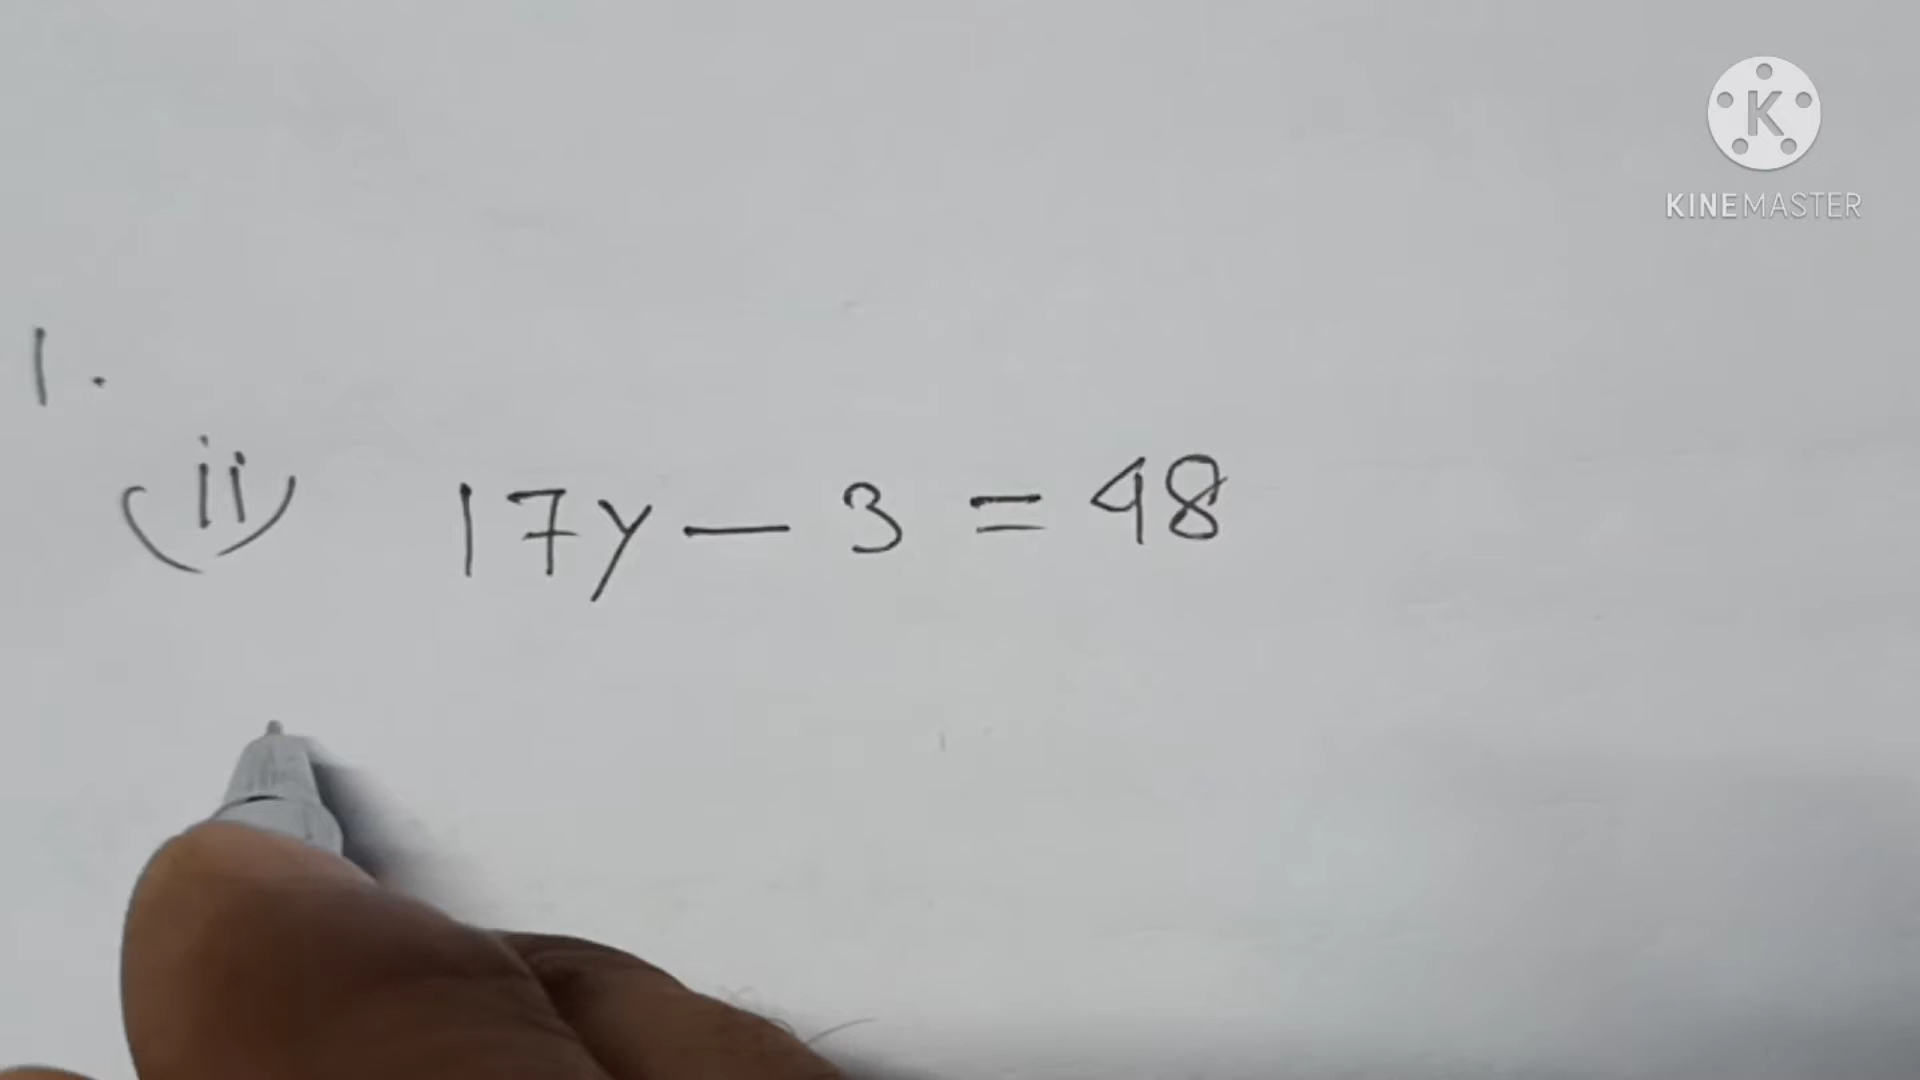 K
KINEMASTER
1.
(ii) 17y - 3 = 48